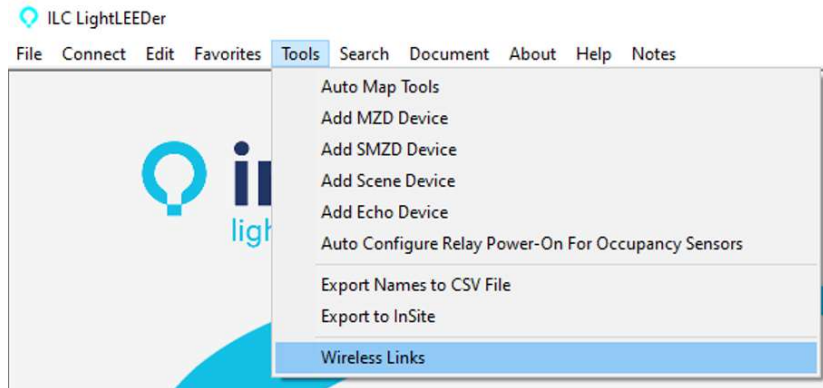 ILC LightLEEDer
File Connect Edit Favorites Tools Search Document About Help Notes
Auto Map Tools
Add MZD Device
Add SMZD Device
Add Scene Device
Add Echo Device
Auto Configure Relay Power-On For Occupancy Sensors
Export Names to CSV File
Export to InSite
Wireless Links